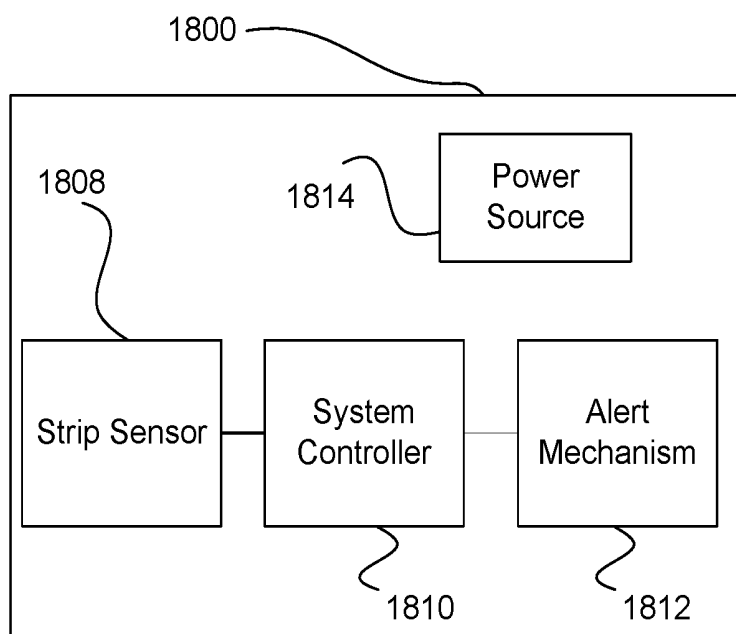 1800
1808
1814
Power
Source
Strip Sensor
System
Controller
Alert
Mechanism
1810
1812